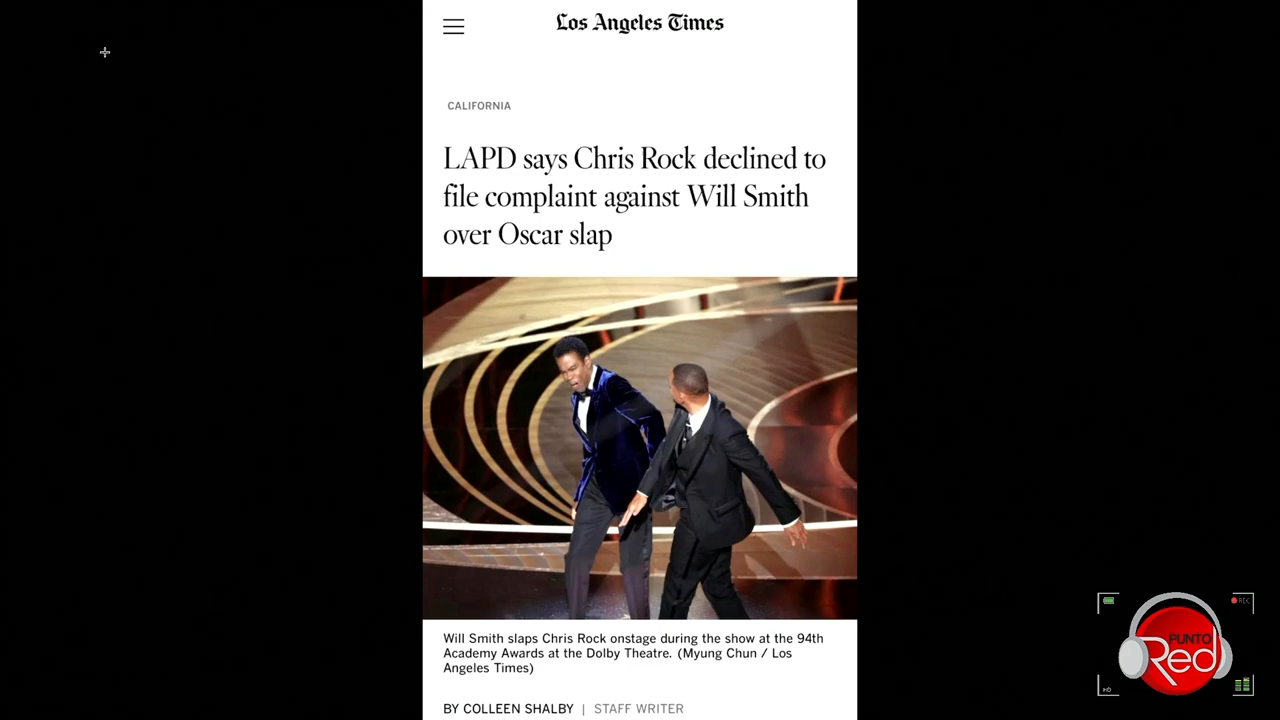 Los Angeles Times
CALIFORNIA
LAPD says Chris Rock declined to
file complaint against Will Smith
over Oscar slap
Will Smith slaps Chris Rock onstage during the show at the 94th
Academy Awards at the Dolby Theatre. (Myung Chun / Los
Angeles Times)
BY COLLEEN SHALBY | STAFF WRITER
REC
PUNTO
Red
HD